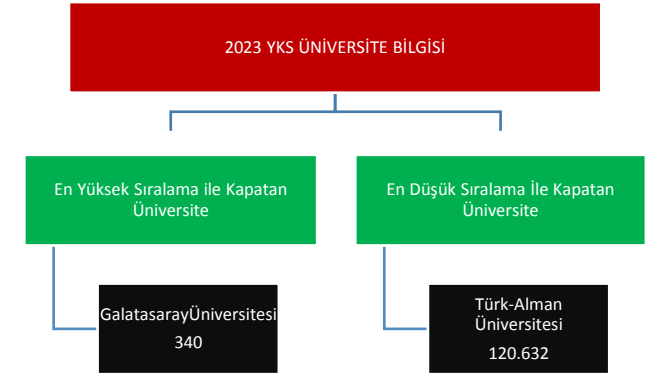 2023 YKS ÜNİVERSİTE BİLGİSİ
En Yüksek Sıralama ile Kapatan
Üniversite
GalatasarayÜniversitesi
340
En Düşük Sıralama İle Kapatan
Üniversite
Türk-Alman
Üniversitesi
120.632